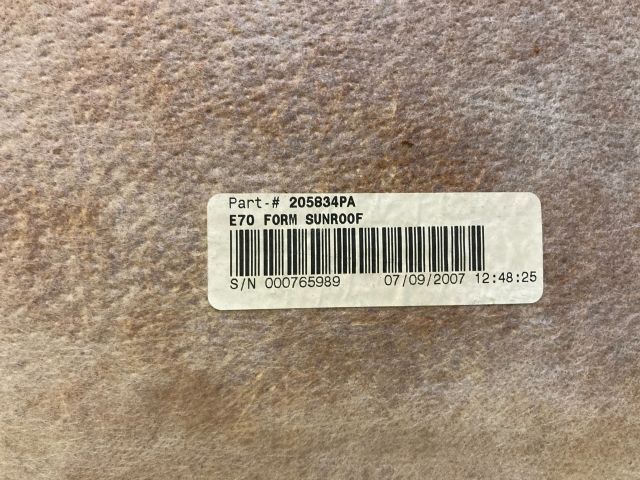 Part-# 205834PA
E70 FORM SUNROOF
S/N 000765989 07/09/2007 12:48:25